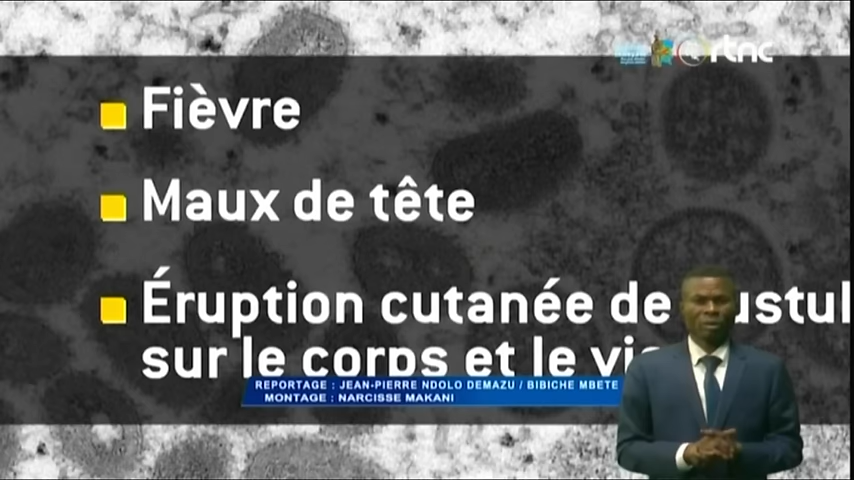 rtnc
Fièvre
Maux de tête
Éruption cutanée de
sur le corps et le
REPORTAGE : JEAN-PIERRE NDOLO DEMAZU / BIBICHE MBETE
MONTAGE : NARCISSE MAKANI